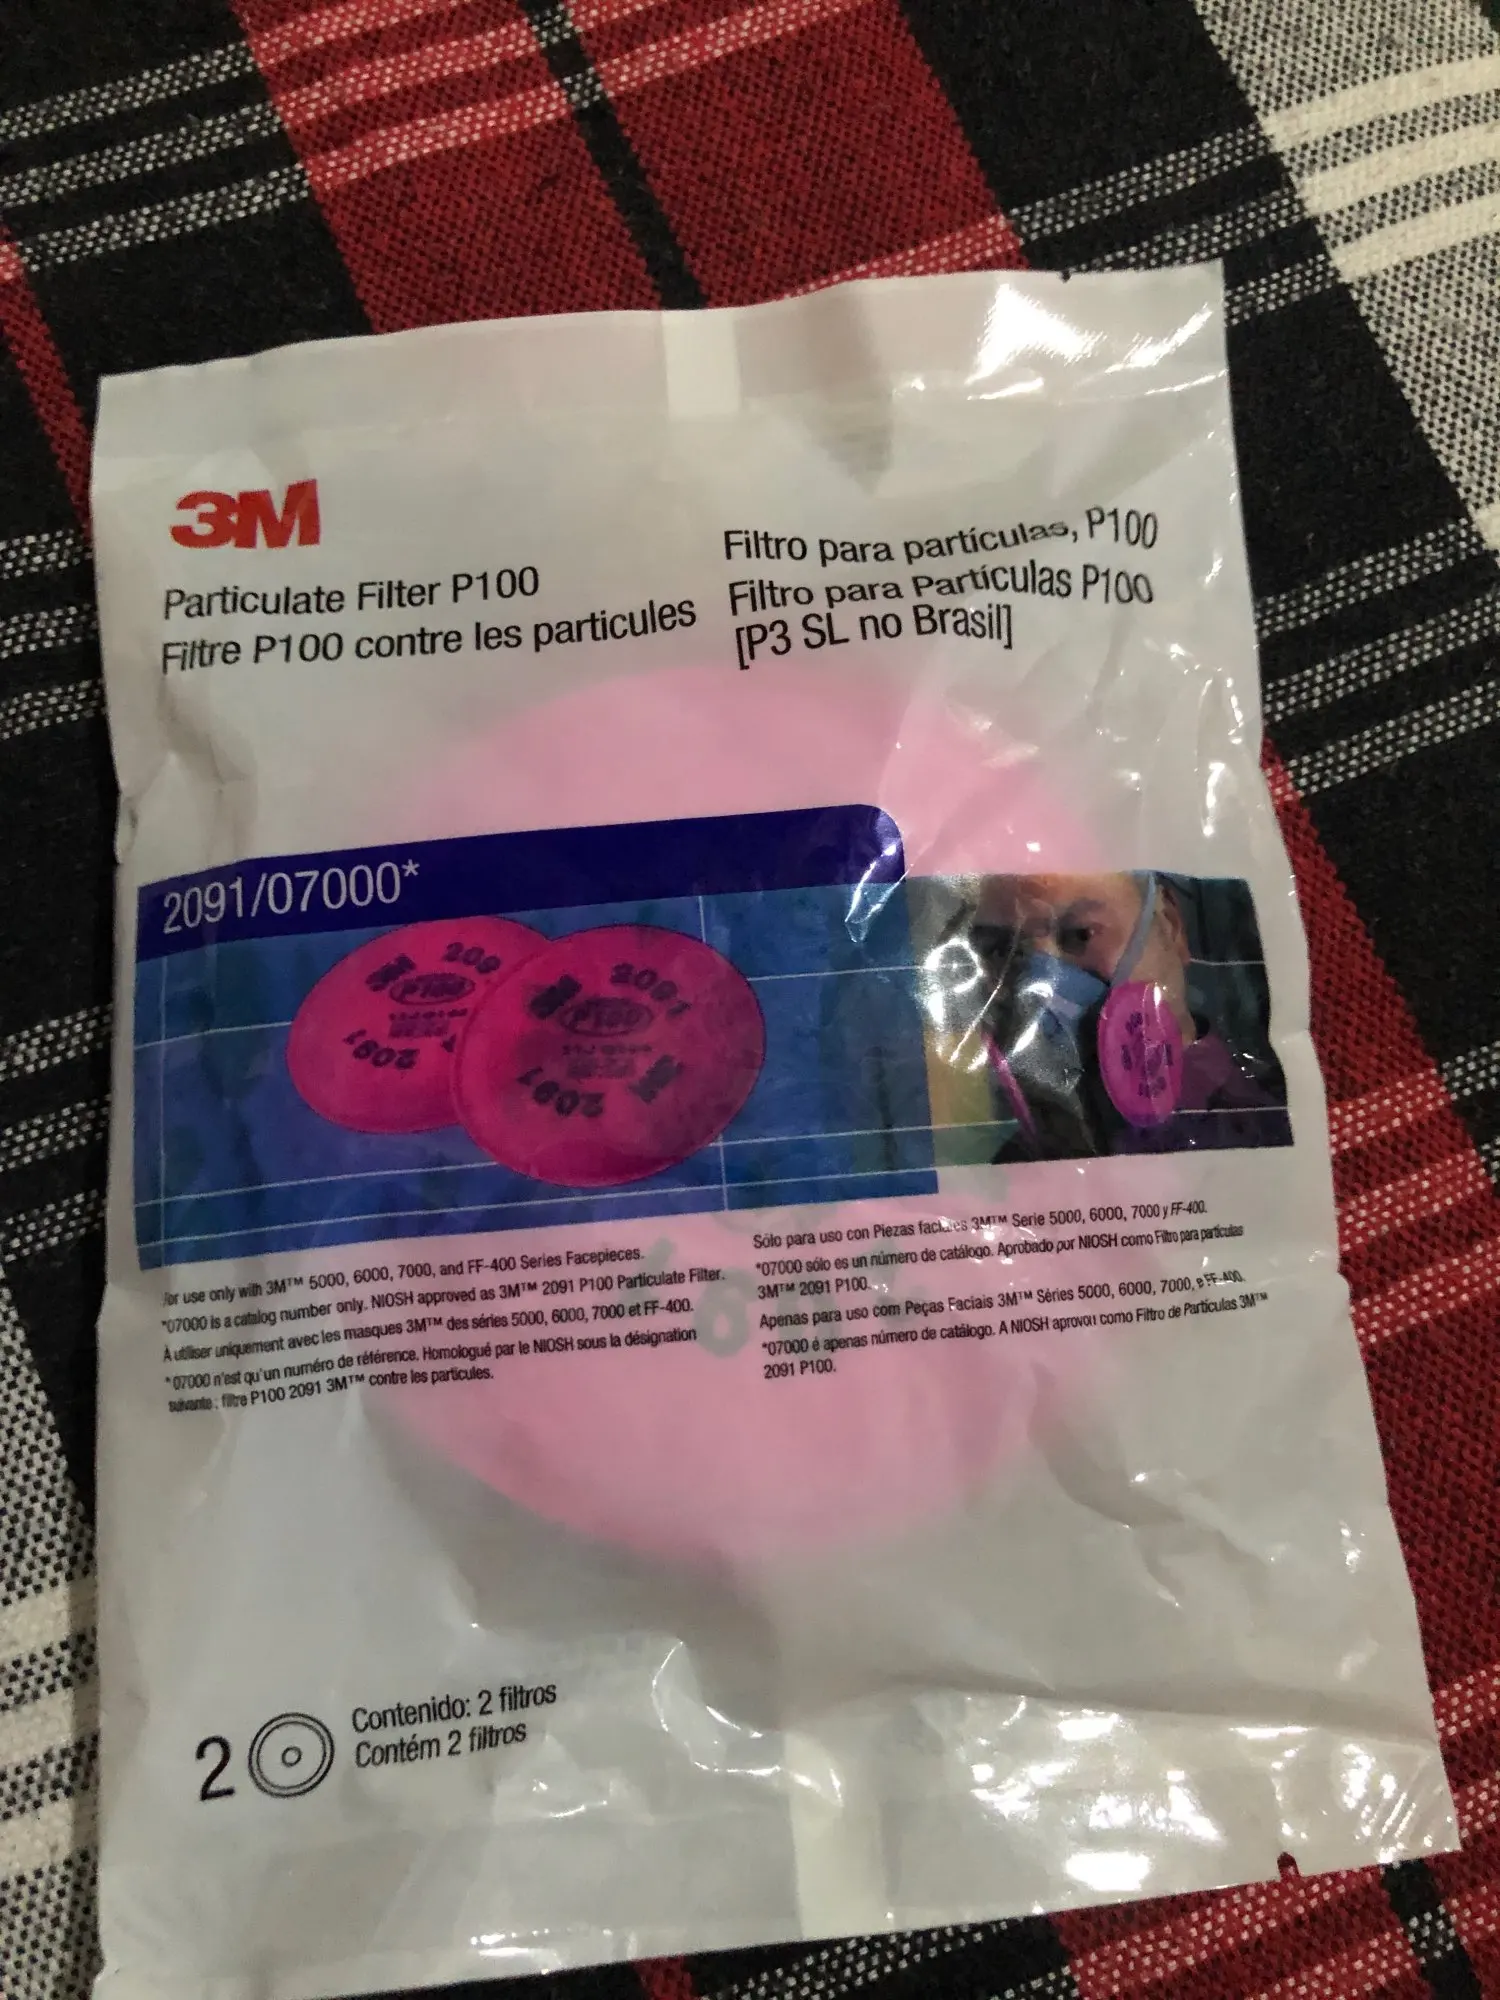 3M
Particulate Filter P100
Filtre P100 contre les particules
Filtro para partículas, P100
Filtro para Partículas P100
[P3 SL no Brasil]
2091/07000*
209
P100
2091
2091
P100
2091
For use only with 3M™ 5000, 6000, 7000, and FF-400 Series Facepieces.
*07000 is a catalog number only. NIOSH approved as 3M™ 2091 P100 Particulate Filter.
À utiliser uniquement avec les masques 3M™ des séries 5000, 6000, 7000 et FF-400.
*07000 n'est qu'un numéro de référence. Homologué par le NIOSH sous la désignation
suivante : filtre P100 2091 3M™ contre les particules.
Sólo para uso con Piezas faciales 3M™ Serie 5000, 6000, 7000 y FF-400.
*07000 sólo es un número de catálogo. Aprobado por NIOSH como Filtro para partículas
3M™ 2091 P100.
Apenas para uso com Peças Faciais 3M™ Séries 5000, 6000, 7000, e FF-400.
*07000 é apenas número de catálogo. A NIOSH aprovou como Filtro de Partículas 3M™
2091 P100.
2
Contenido: 2 filtros
Contém 2 filtros